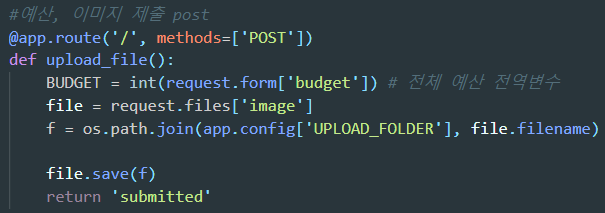 #예산, 이미지 제출 post
@app.route('/', methods=['POST'])
def upload_file():
    BUDGET = int(request.form['budget']) # 전체 예산 전역변수
    file = request.files['image']
    f = os.path.join(app.config['UPLOAD_FOLDER'], file.filename)
    file.save(f)
    return 'submitted'